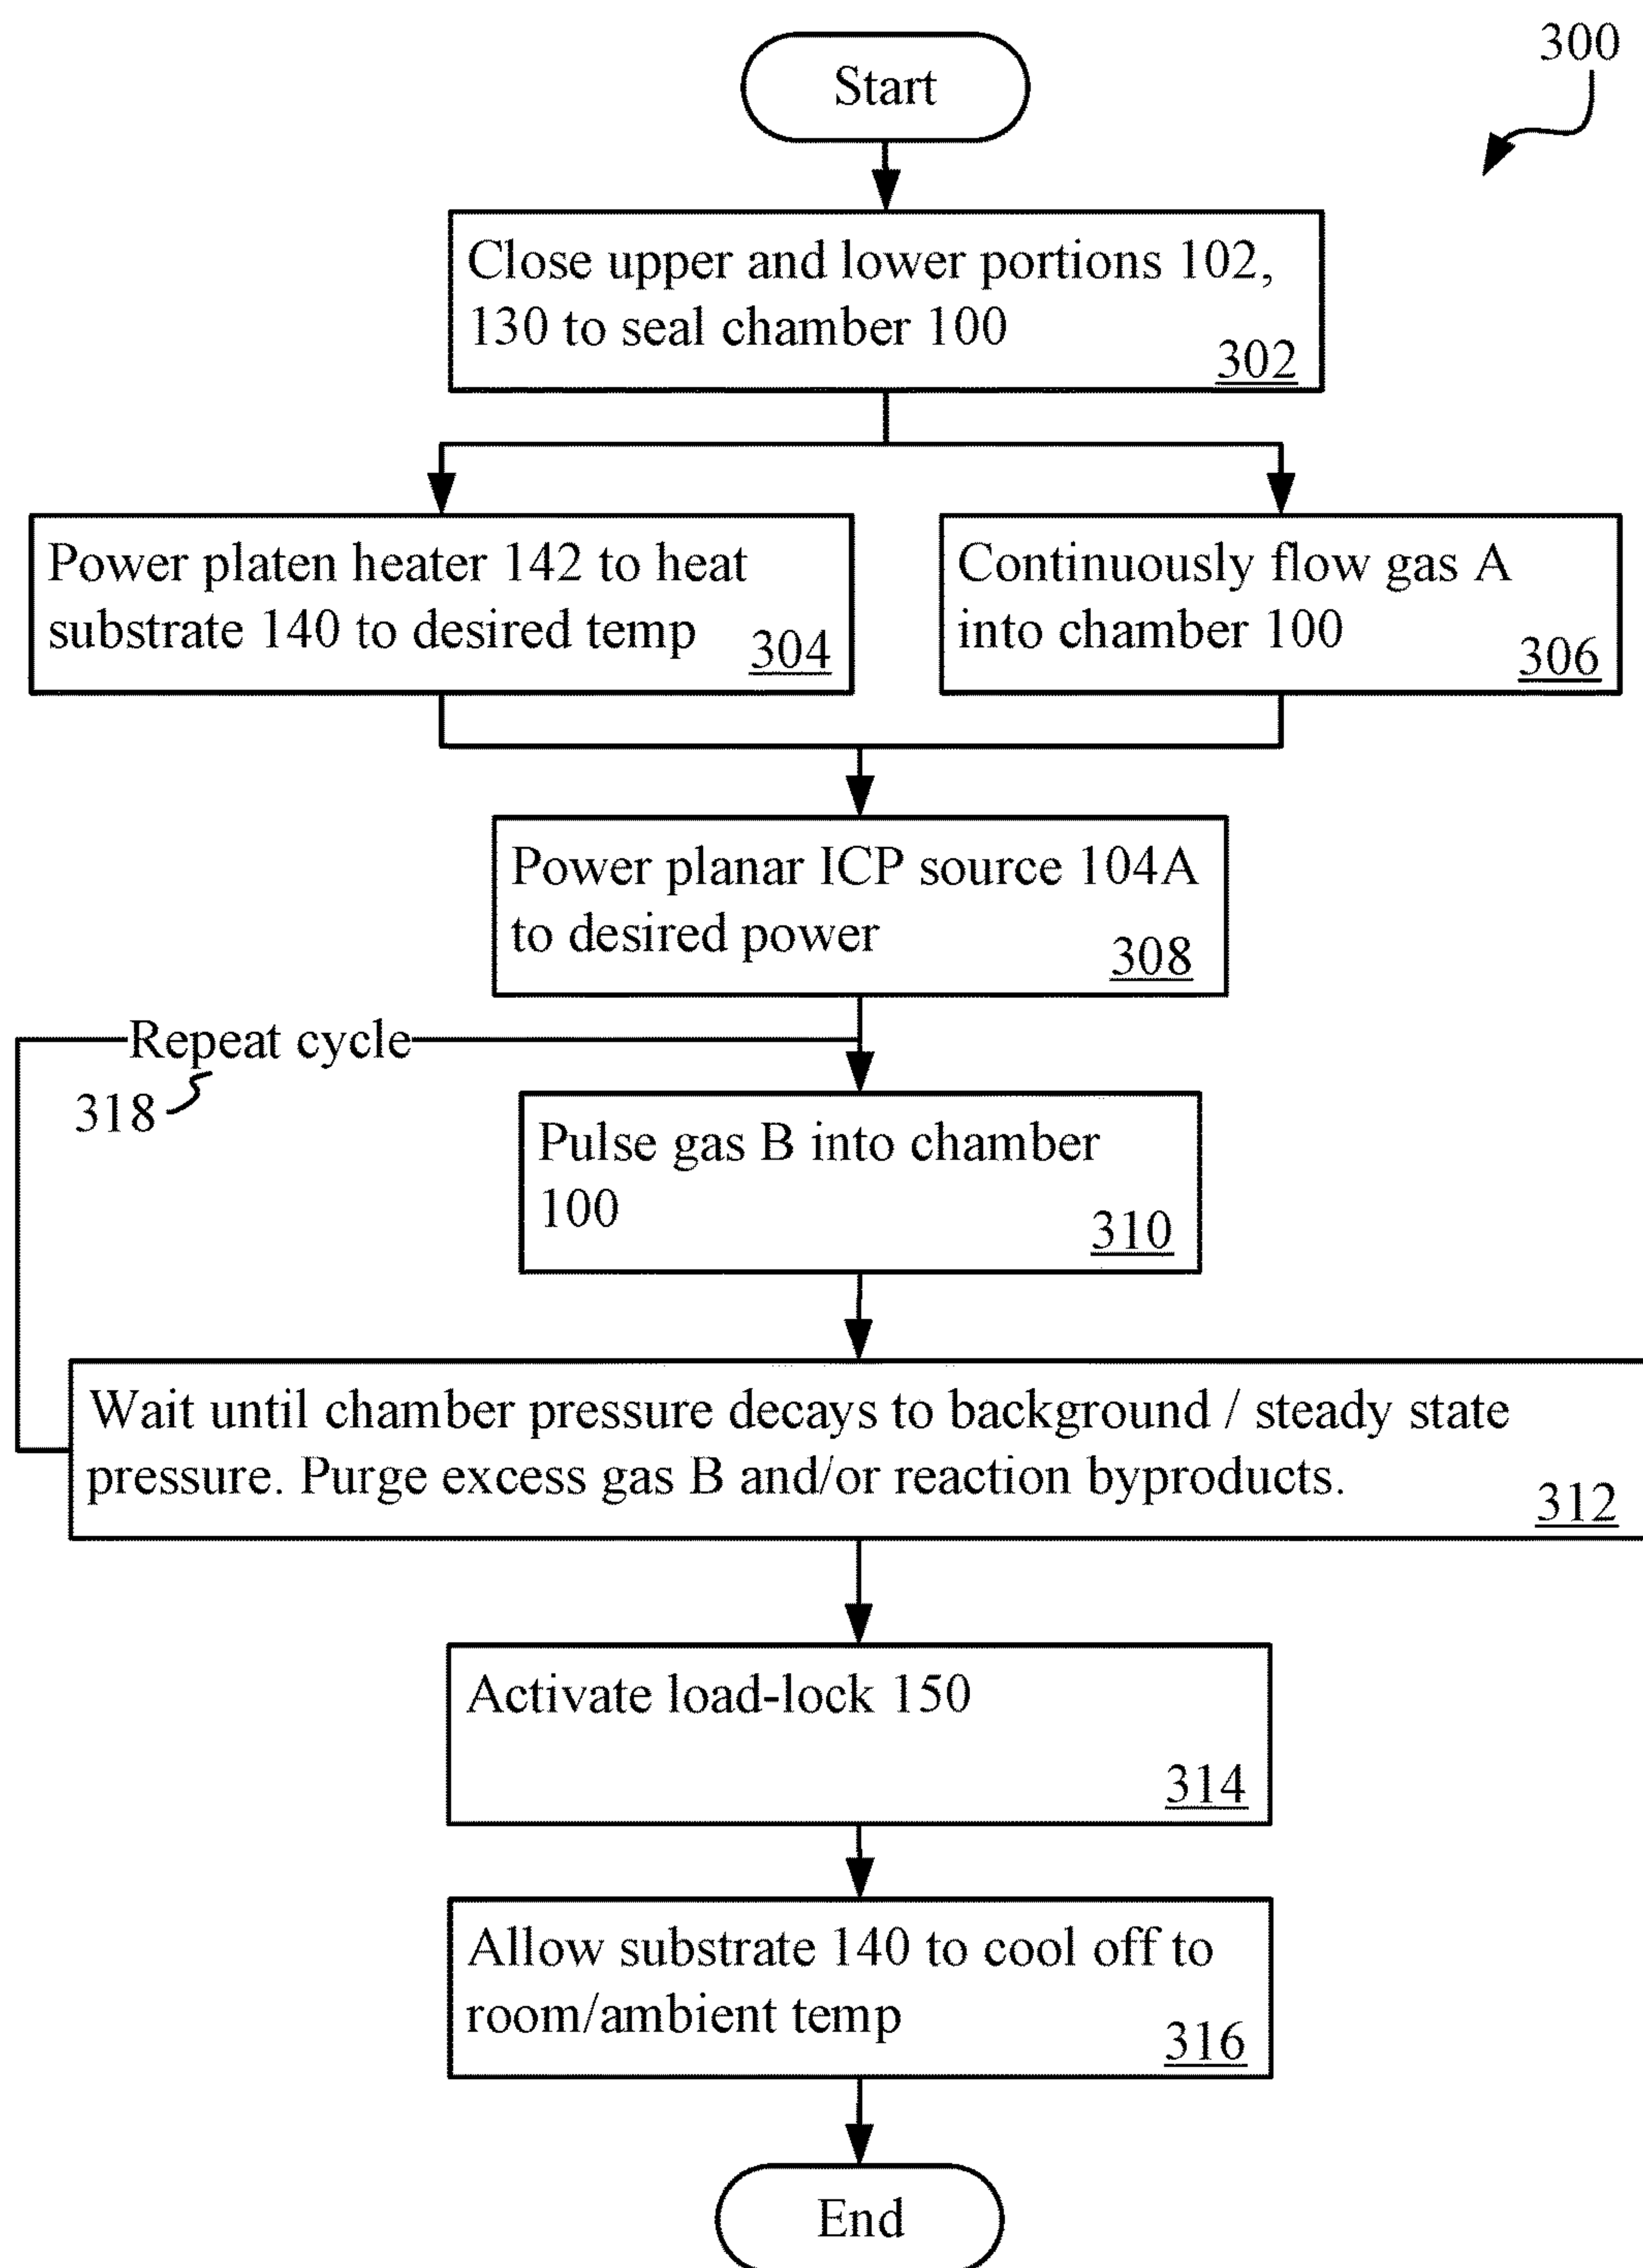 300
Start
Close upper and lower portions 102,
130 to seal chamber 100
302
Power platen heater 142 to heat
substrate 140 to desired temp
304
Continuously flow gas A
into chamber 100
306
Power planar ICP source 104A
to desired power
308
Repeat cycle
318
Pulse gas B into chamber
100
310
Wait until chamber pressure decays to background / steady state
pressure. Purge excess gas B and/or reaction byproducts.
312
Activate load-lock 150
314
Allow substrate 140 to cool off to
room/ambient temp
316
End